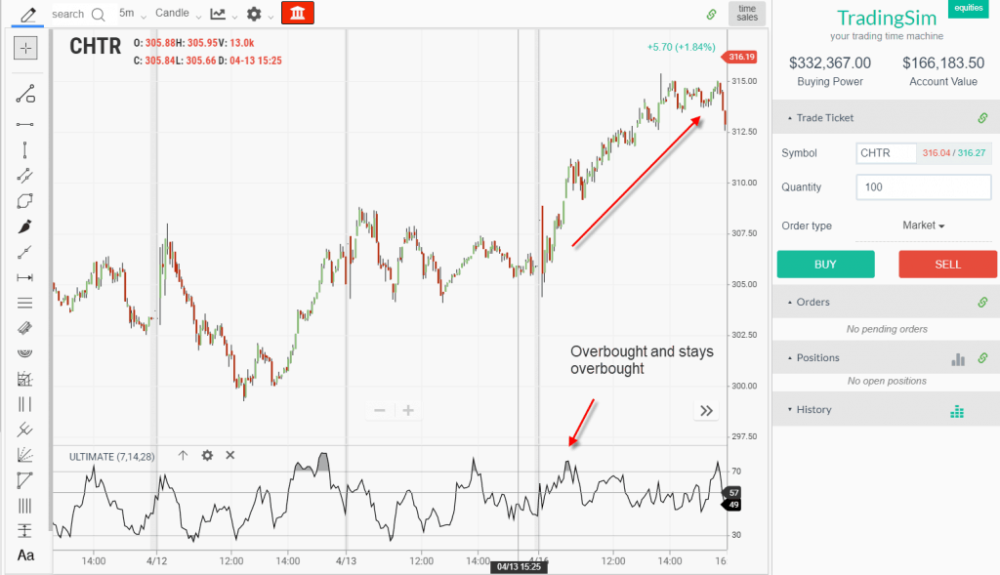 search 5m Candle
time
sales
CHTR O: 305.88H: 305.95V: 13.0k
C: 305.84L: 305.66 D: 04-13 15:25
+5.70 (+1.84%)
316.19
315.00
312.50
310.00
307.50
305.00
302.50
300.00
297.50
Overbought and stays
overbought
ULTIMATE (7,14,28)
70
57
49
30
14:00 4/12 12:00 14:00 4/13 12:00 14:00 4/16 12:00 14:00 16:
04/13 15:25
Aa
equities
TradingSim
your trading time machine
$332,367.00 $166,183.50
Buying Power Account Value
Trade Ticket
Symbol CHTR 316.04 / 316.27
Quantity 100
Order type Market
BUY SELL
Orders
No pending orders
Positions
No open positions
History